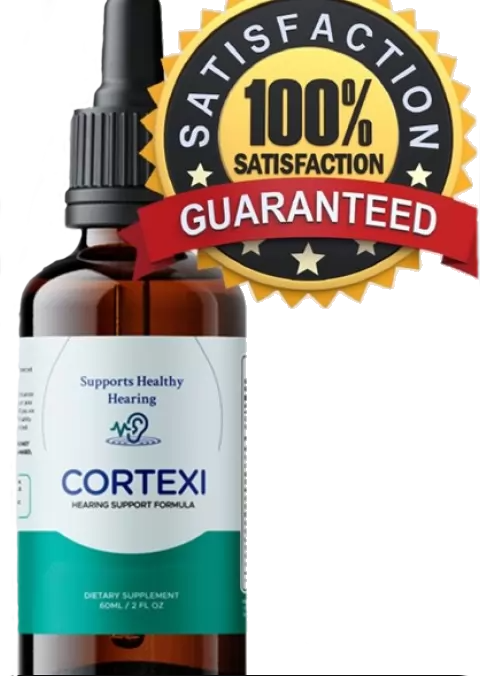 SATISFACTION
100%
SATISFACTION
GUARANTEED
Supports Healthy
Hearing
CORTEXI
HEARING SUPPORT FORMULA
DIETARY SUPPLEMENT
60ML / 2 FL OZ